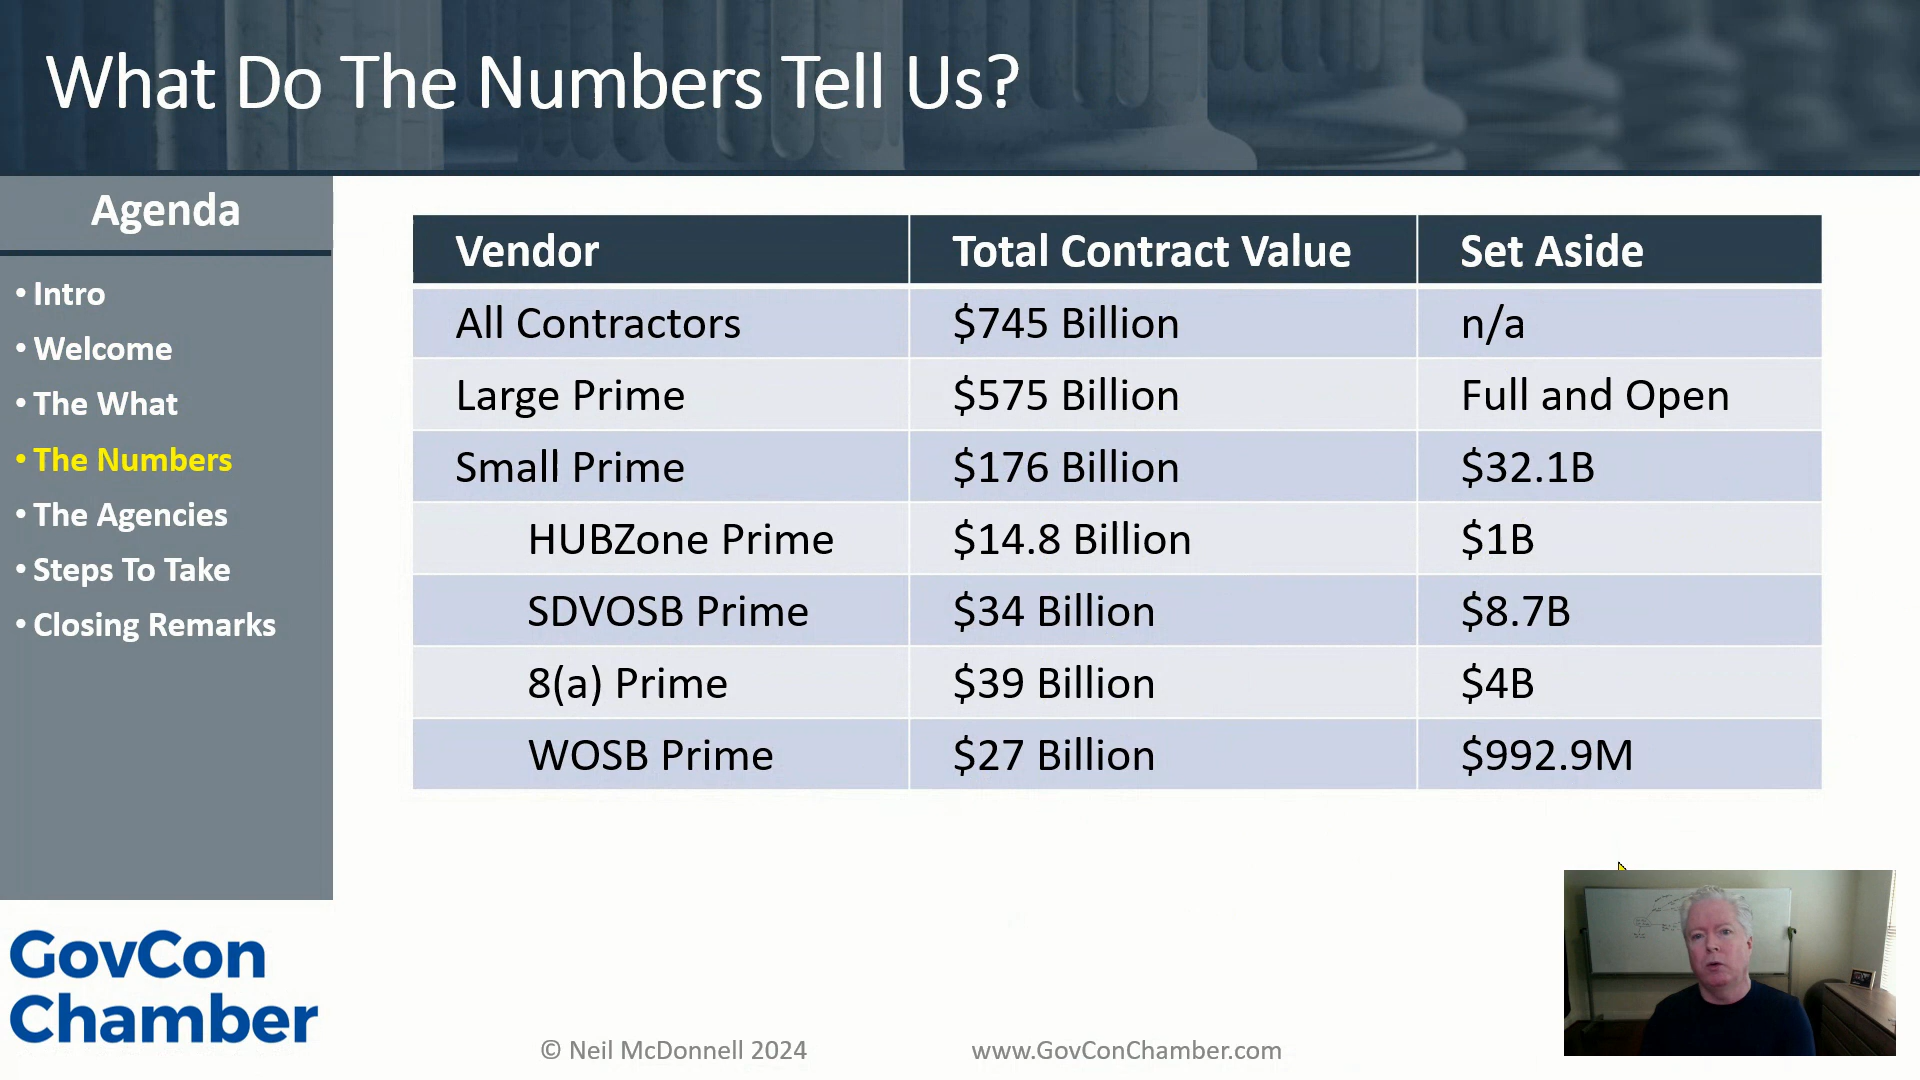 What Do The Numbers Tell Us?
Agenda
• Intro
• Welcome
• The What
• The Numbers
• The Agencies
• Steps To Take
• Closing Remarks
Vendor Total Contract Value Set Aside
All Contractors $745 Billion n/a
Large Prime $575 Billion Full and Open
Small Prime $176 Billion $32.1B
HUBZone Prime $14.8 Billion $1B
SDVOSB Prime $34 Billion $8.7B
8(a) Prime $39 Billion $4B
WOSB Prime $27 Billion $992.9M
GovCon
Chamber
© Neil McDonnell 2024 www.GovConChamber.com